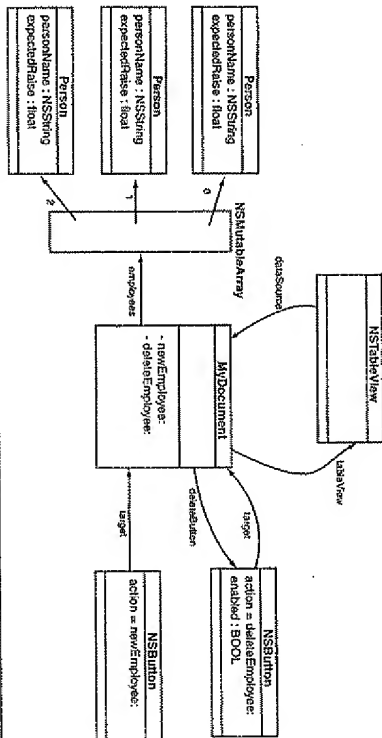 NSTableView
tableView
dataSource
NSButton
action = deleteEmployee:
enabled : BOOL
target
deleteButton
MyDocument
- newEmployee:
- deleteEmployee:
NSMutableArray
employees
0
1
2
Person
personName : NSString
expectedRaise : float
Person
personName : NSString
expectedRaise : float
Person
personName : NSString
expectedRaise : float
target
NSButton
action = newEmployee: